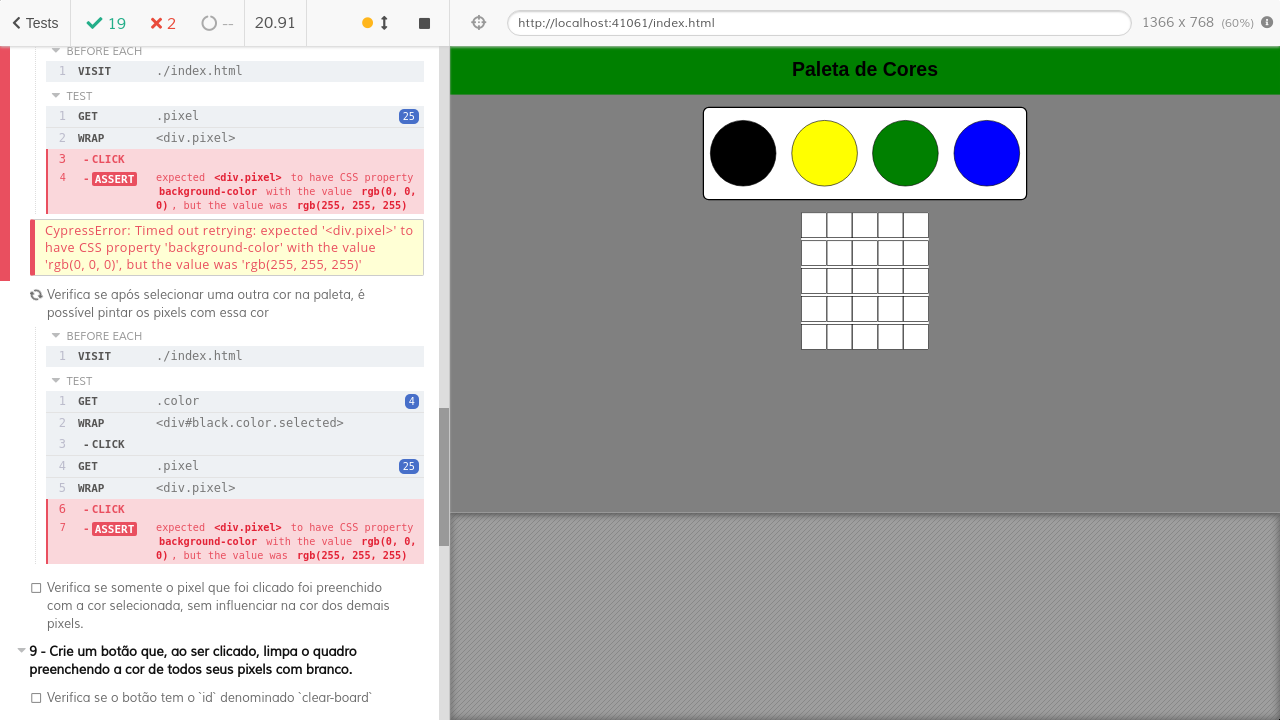 Tests 19 2 -- 20.91
http://localhost:41061/index.html 1366 x 768 (60%)
BEFORE EACH
1 VISIT ./index.html
TEST
1 GET .pixel 25
2 WRAP <div.pixel>
3 - CLICK
4 - ASSERT expected <div.pixel> to have CSS property
background-color with the value rgb(0, 0,
0) , but the value was rgb(255, 255, 255)
CypressError: Timed out retrying: expected '<div.pixel>' to
have CSS property 'background-color' with the value
'rgb(0, 0, 0)', but the value was 'rgb(255, 255, 255)'
Verifica se após selecionar uma outra cor na paleta, é
possível pintar os pixels com essa cor
BEFORE EACH
1 VISIT ./index.html
TEST
1 GET .color 4
2 WRAP <div#black.color.selected>
3 - CLICK
4 GET .pixel 25
5 WRAP <div.pixel>
6 - CLICK
7 - ASSERT expected <div.pixel> to have CSS property
background-color with the value rgb(0, 0,
0) , but the value was rgb(255, 255, 255)
Verifica se somente o pixel que foi clicado foi preenchido
com a cor selecionada, sem influenciar na cor dos demais
pixels.
9 - Crie um botão que, ao ser clicado, limpa o quadro
preenchendo a cor de todos seus pixels com branco.
Verifica se o botão tem o `id` denominado `clear-board`
Paleta de Cores